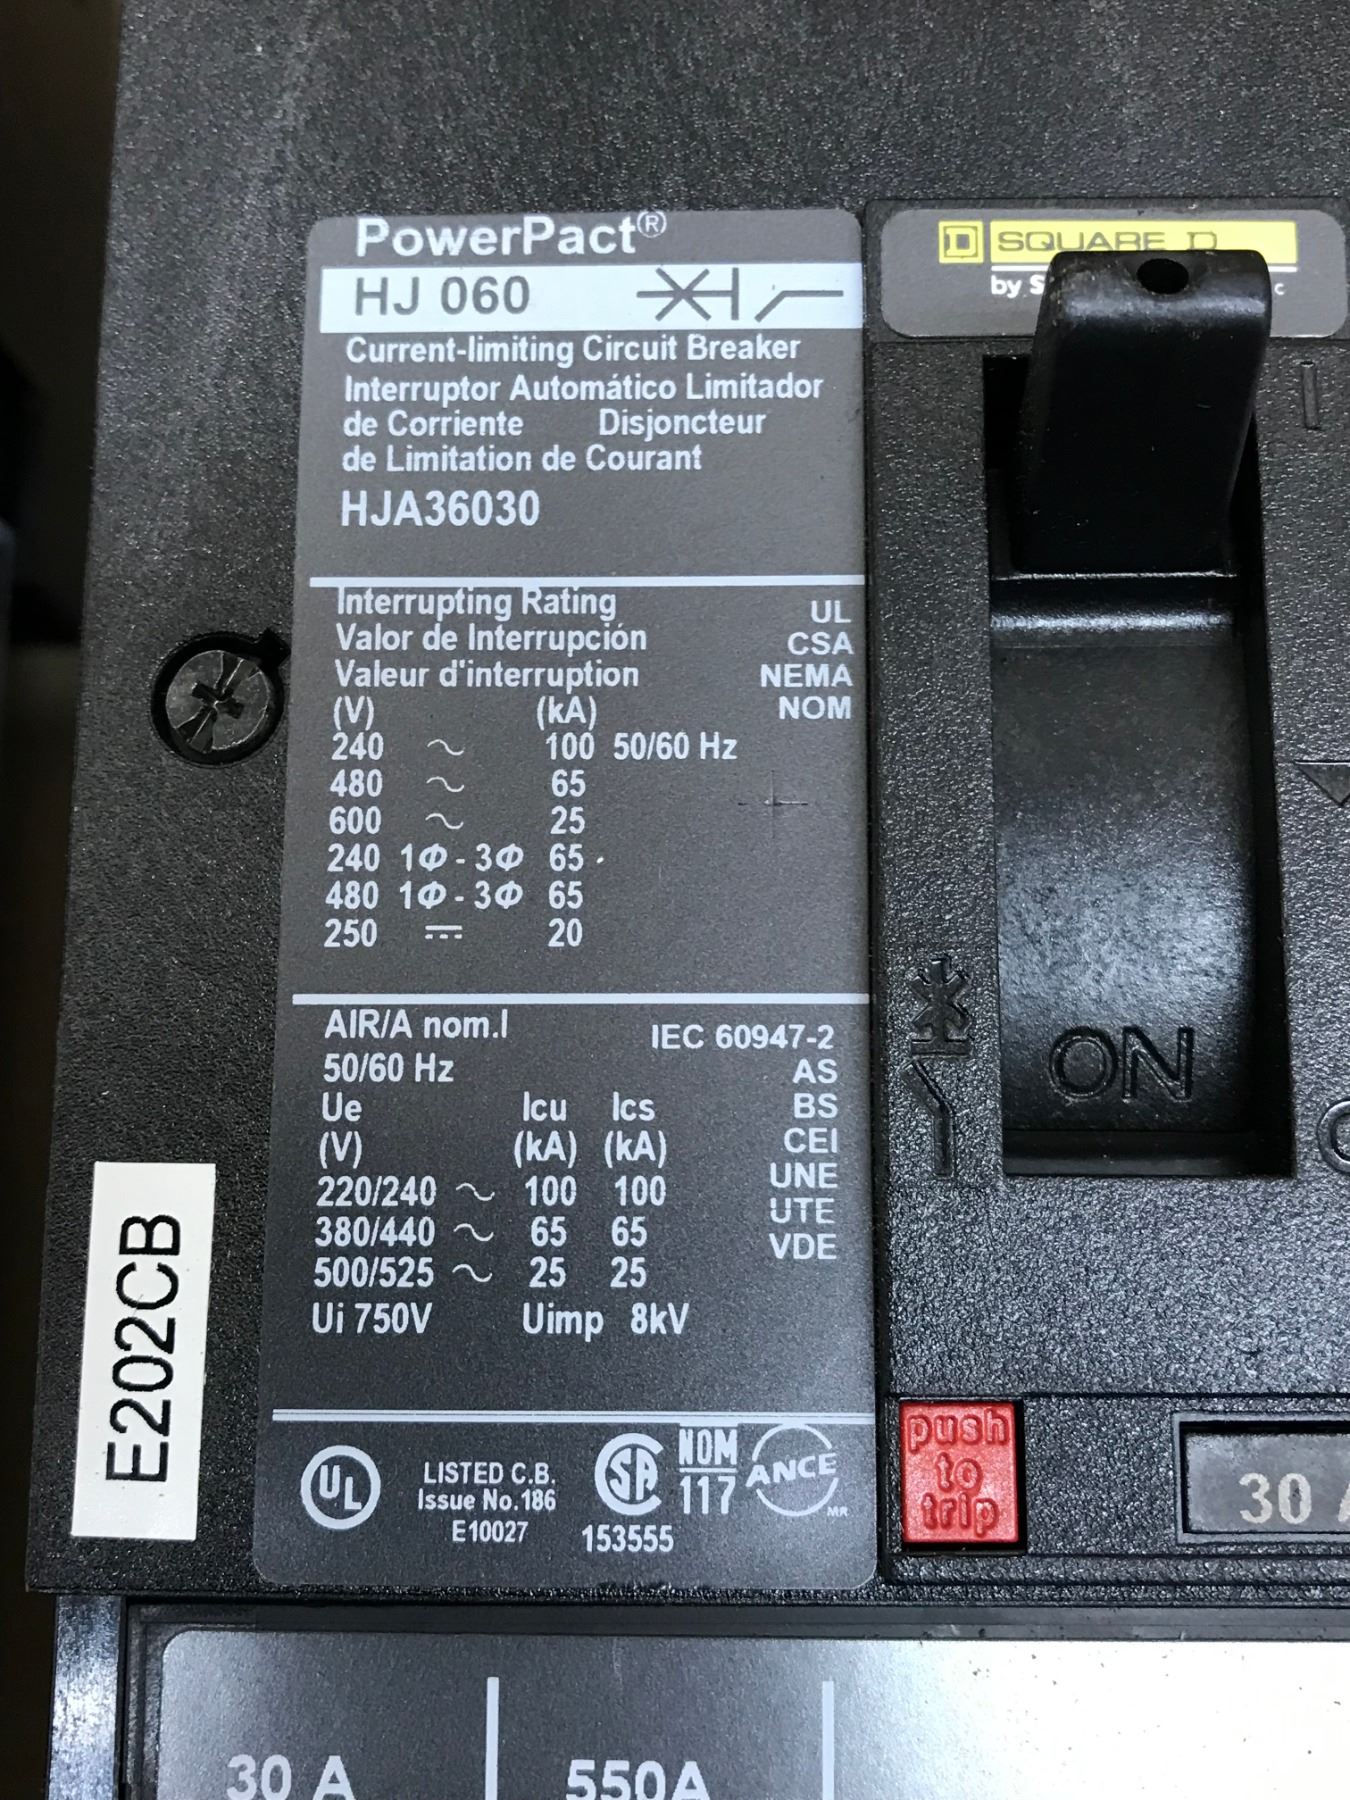 PowerPact®
HJ 060
Current-limiting Circuit Breaker
Interruptor Automático Limitador
de Corriente Disjoncteur
de Limitation de Courant
HJA36030
Interrupting Rating
Valor de Interrupción
Valeur d'interruption
UL
CSA
NEMA
NOM
(V) (kA)
240 ~ 100 50/60 Hz
480 ~ 65
600 ~ 25
240 1Φ - 3Φ 65
480 1Φ - 3Φ 65
250 ⎓ 20
AIR/A nom.I
50/60 Hz
IEC 60947-2
AS
BS
CEI
UNE
UTE
VDE
Ue Icu Ics
(V) (kA) (kA)
220/240 ~ 100 100
380/440 ~ 65 65
500/525 ~ 25 25
Ui 750V Uimp 8kV
UL
LISTED C.B.
Issue No.186
E10027
SA
153555
NOM
117
ANCE
MR
E202CB
SQUARE D
by
ON
push
to
trip
30
30 A
550A